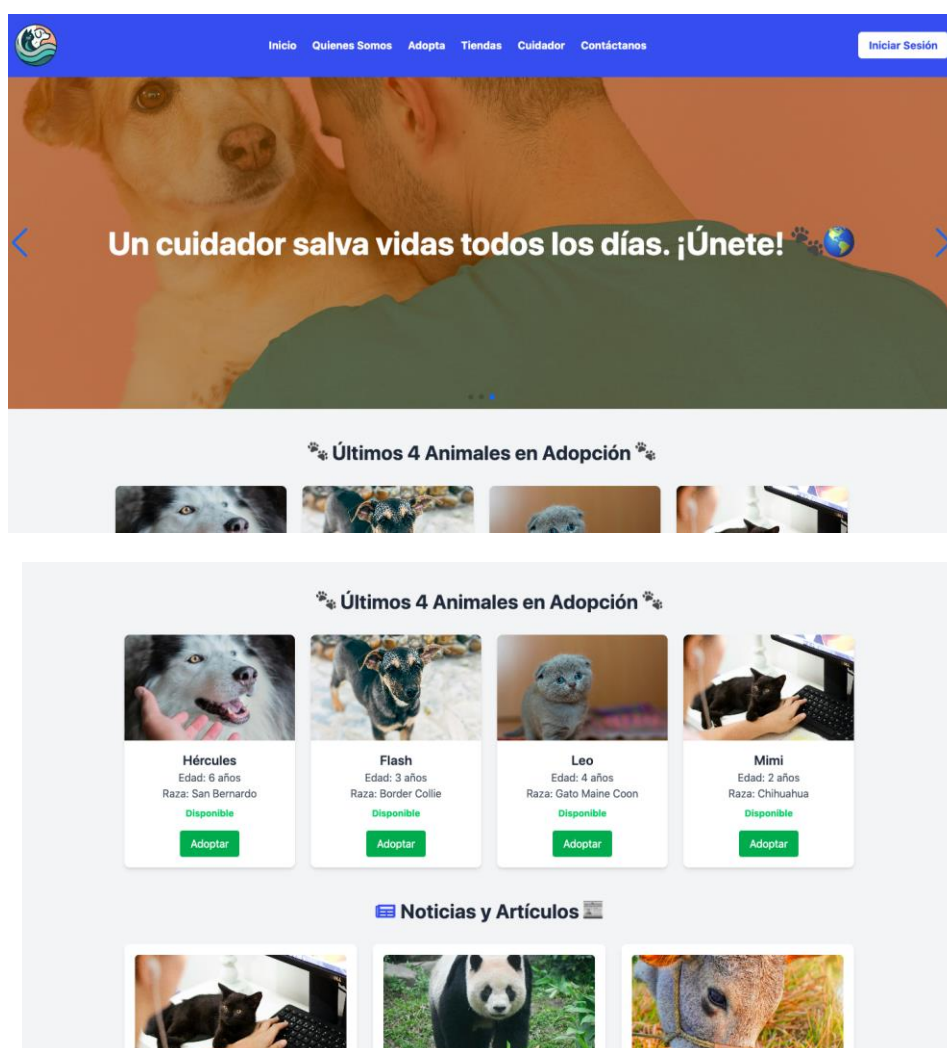 Inicio Quienes Somos Adopta Tiendas Cuidador Contáctanos Iniciar Sesión
Un cuidador salva vidas todos los días. ¡Únete! 🐾🌎
🐾 Últimos 4 Animales en Adopción 🐾
🐾 Últimos 4 Animales en Adopción 🐾
Hércules
Edad: 6 años
Raza: San Bernardo
Disponible
Adoptar
Flash
Edad: 3 años
Raza: Border Collie
Disponible
Adoptar
Leo
Edad: 4 años
Raza: Gato Maine Coon
Disponible
Adoptar
Mimi
Edad: 2 años
Raza: Chihuahua
Disponible
Adoptar
Noticias y Artículos 📰